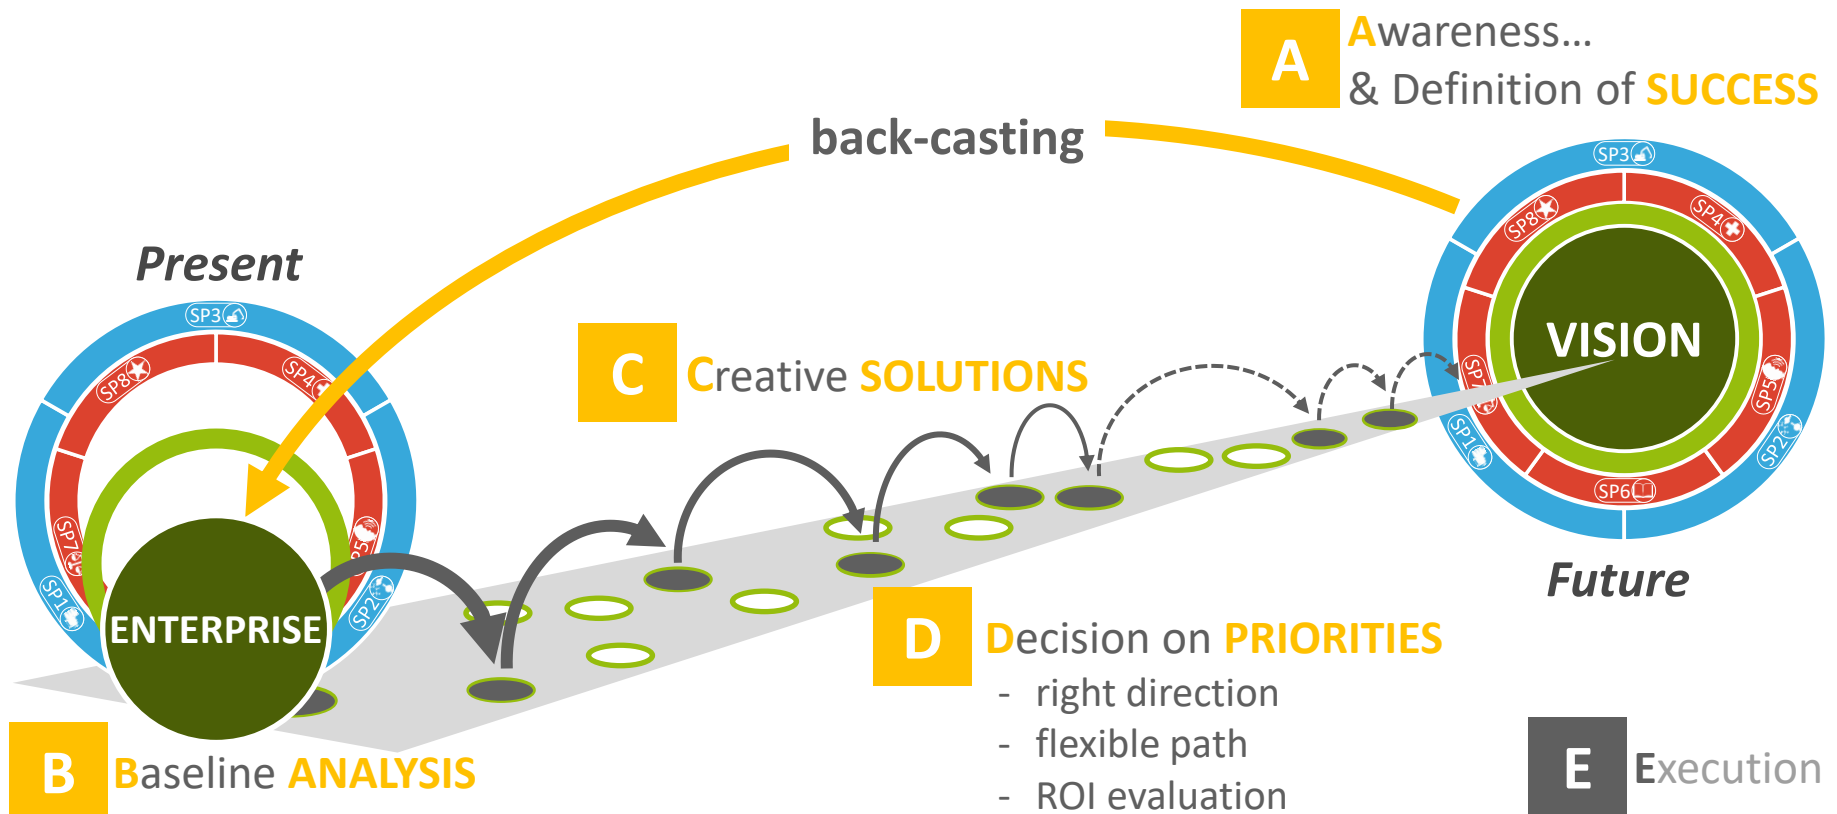 A
Awareness...
& Definition of SUCCESS
back-casting
Present
SP3
SP8
SP4
SP7
SP5
SP1
SP2
ENTERPRISE
SP3
SP8
SP4
VISION
SP7
SP5
SP1
SP2
SP6
Future
C
Creative SOLUTIONS
D
Decision on PRIORITIES
- right direction
- flexible path
- ROI evaluation
B
Baseline ANALYSIS
E
Execution